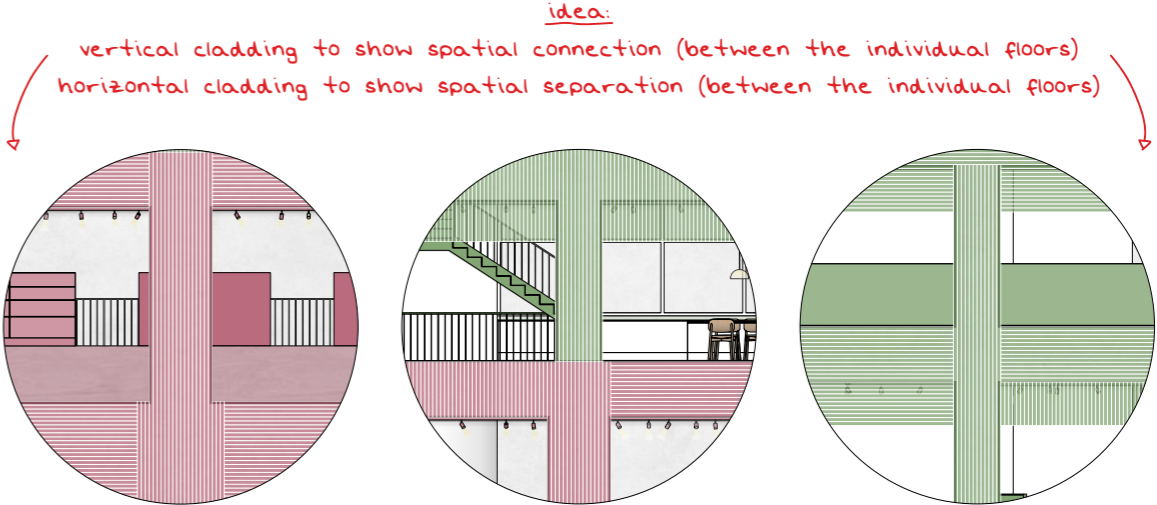 idea:
vertical cladding to show spatial connection (between the individual floors)
horizontal cladding to show spatial separation (between the individual floors)